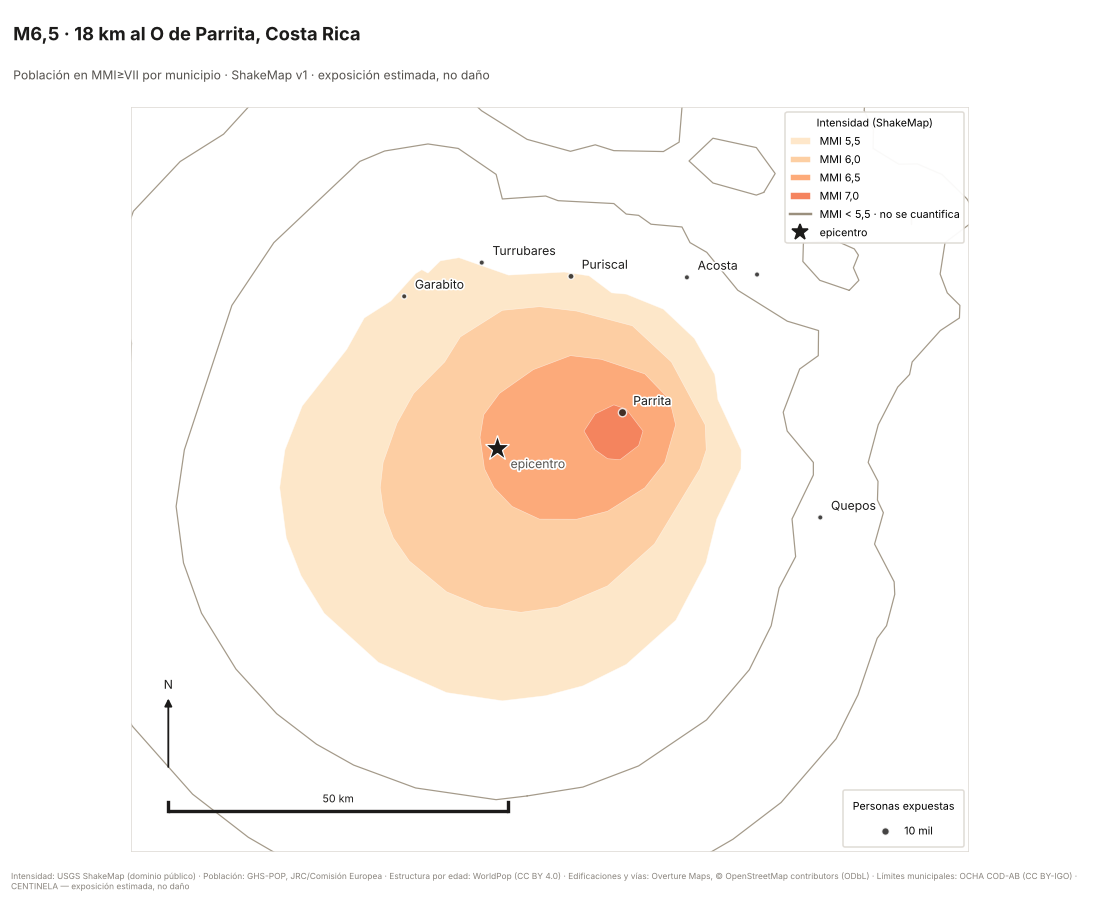 M6,5 · 18 km al O de Parrita, Costa Rica
Población en MMI≥VII por municipio · ShakeMap v1 · exposición estimada, no daño
Intensidad (ShakeMap)
MMI 5,5
MMI 6,0
MMI 6,5
MMI 7,0
MMI < 5,5 · no se cuantifica
epicentro
Turrubares
Puriscal
Acosta
Garabito
Parrita
epicentro
Quepos
N
50 km
Personas expuestas
10 mil
Intensidad: USGS ShakeMap (dominio público) · Población: GHS-POP, JRC/Comisión Europea · Estructura por edad: WorldPop (CC BY 4.0) · Edificaciones y vías: Overture Maps, © OpenStreetMap contributors (ODbL) · Límites municipales: OCHA COD-AB (CC BY-IGO) ·
CENTINELA — exposición estimada, no daño